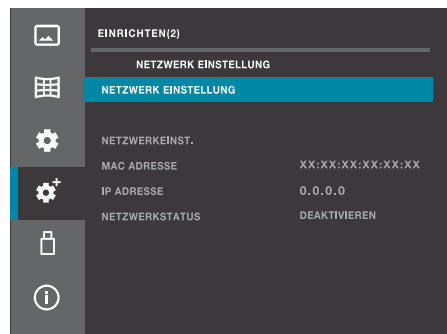 EINRICHTEN(2)
NETZWERK EINSTELLUNG
NETZWERK EINSTELLUNG
NETZWERKEINST.
MAC ADRESSE XX:XX:XX:XX:XX:XX
IP ADRESSE 0.0.0.0
NETZWERKSTATUS DEAKTIVIEREN